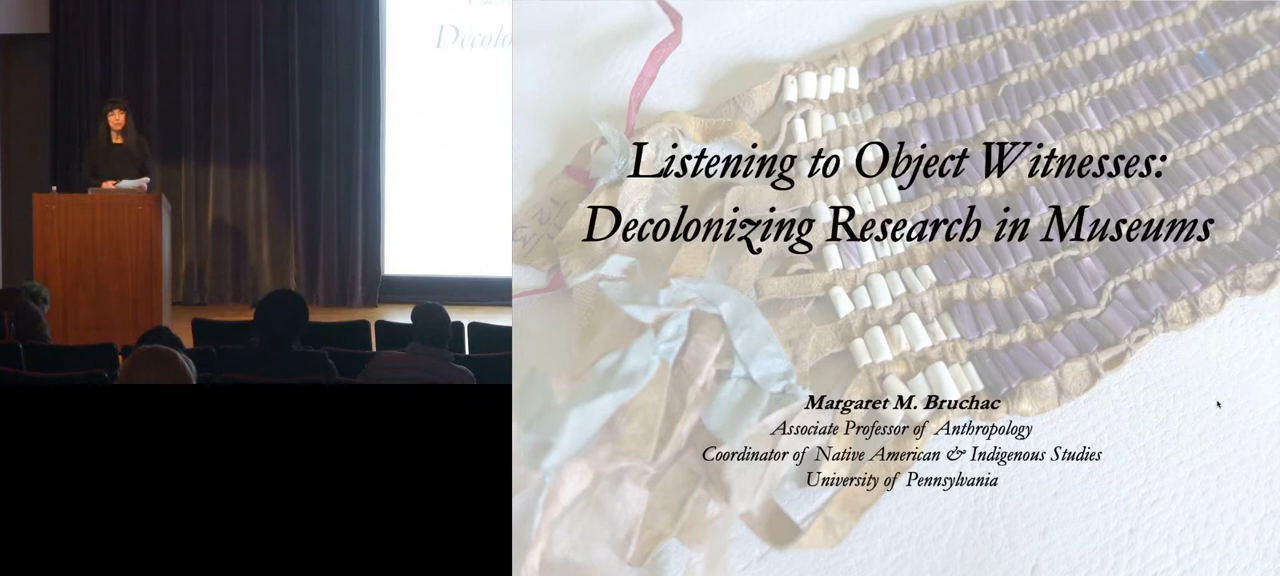 Decolo
Listening to Object Witnesses:
Decolonizing Research in Museums
Margaret M. Bruchac
Associate Professor of Anthropology
Coordinator of Native American & Indigenous Studies
University of Pennsylvania